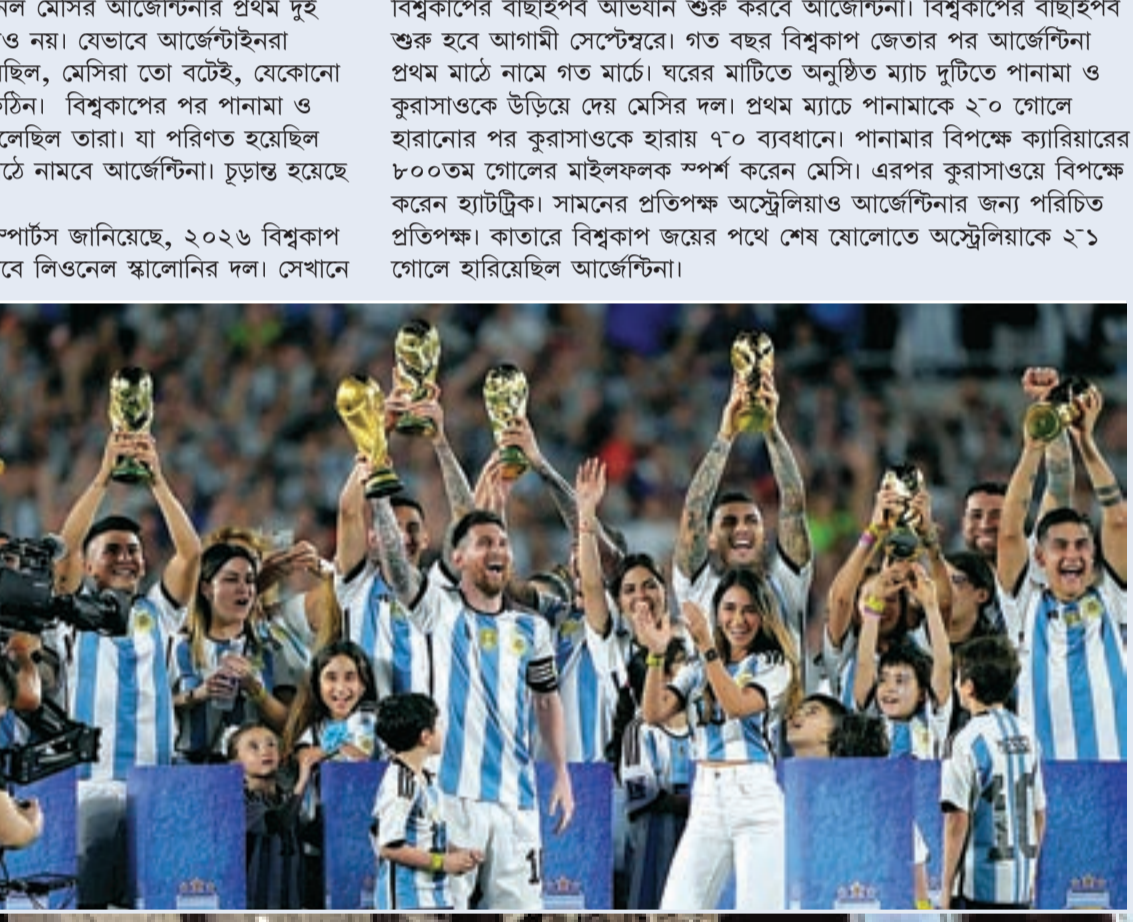 মেসির আর্জেন্টিনার প্রথম দুই
ও নয়। যেভাবে আর্জেন্টাইনরা
ছিল, মেসিরা তো বটেই, যেকোনো
ঠিন। বিশ্বকাপের পর পানামা ও
লেছিল তারা। যা পরিণত হয়েছিল
ঠে নামবে আর্জেন্টিনা। চূড়ান্ত হয়েছে
স্পোর্টস জানিয়েছে, ২০২৬ বিশ্বকাপ
বে লিওনেল স্কালোনির দল। সেখানে
বিশ্বকাপের বাছাইপর্ব অভিযান শুরু করবে আর্জেন্টিনা। বিশ্বকাপের বাছাইপর্ব
শুরু হবে আগামী সেপ্টেম্বরে। গত বছর বিশ্বকাপ জেতার পর আর্জেন্টিনা
প্রথম মাঠে নামে গত মার্চে। ঘরের মাটিতে অনুষ্ঠিত ম্যাচ দুটিতে পানামা ও
কুরাসাওকে উড়িয়ে দেয় মেসির দল। প্রথম ম্যাচে পানামাকে ২-০ গোলে
হারানোর পর কুরাসাওকে হারায় ৭-০ ব্যবধানে। পানামার বিপক্ষে ক্যারিয়ারের
৮০০তম গোলের মাইলফলক স্পর্শ করেন মেসি। এরপর কুরাসাওয়ে বিপক্ষে
করেন হ্যাটট্রিক। সামনের প্রতিপক্ষ অস্ট্রেলিয়াও আর্জেন্টিনার জন্য পরিচিত
প্রতিপক্ষ। কাতারে বিশ্বকাপ জয়ের পথে শেষ ষোলোতে অস্ট্রেলিয়াকে ২-১
গোলে হারিয়েছিল আর্জেন্টিনা।
10